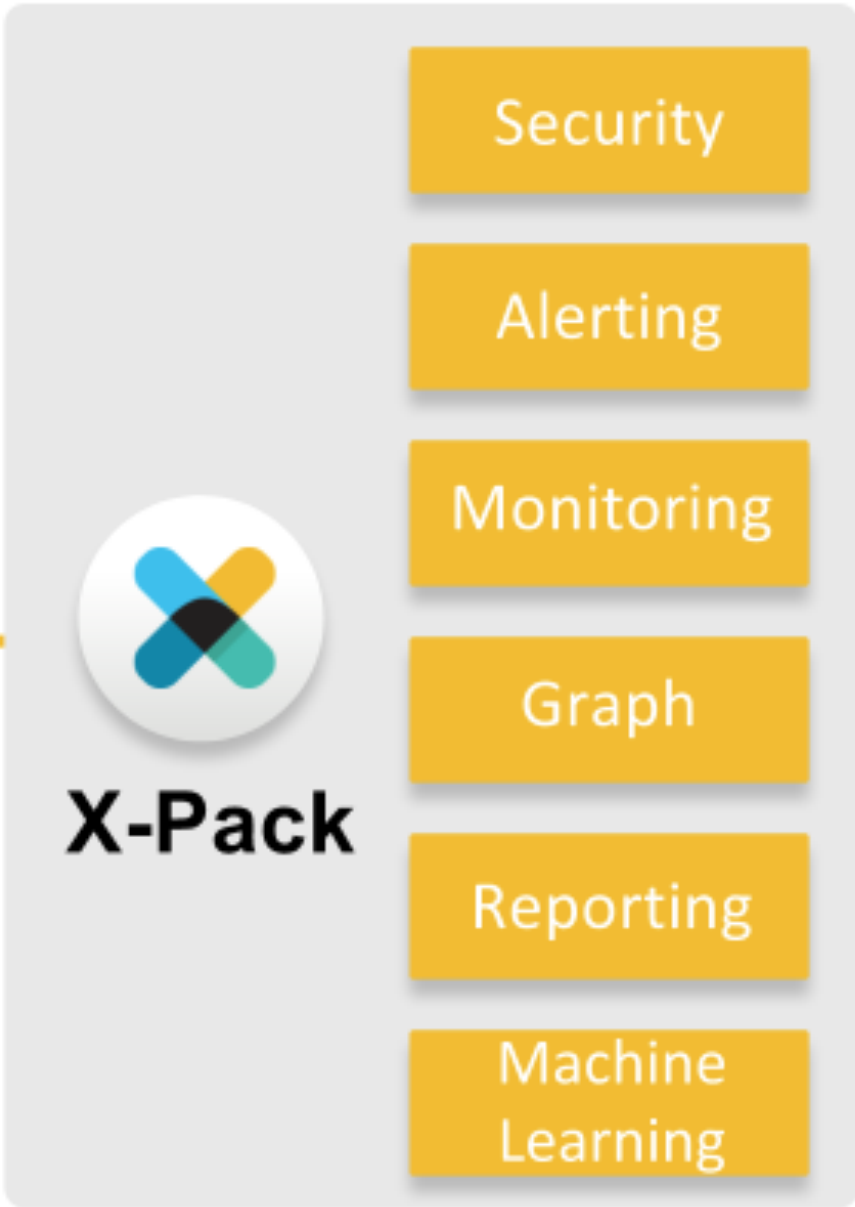 Security
Alerting
Monitoring
Graph
X-Pack
Reporting
Machine
Learning